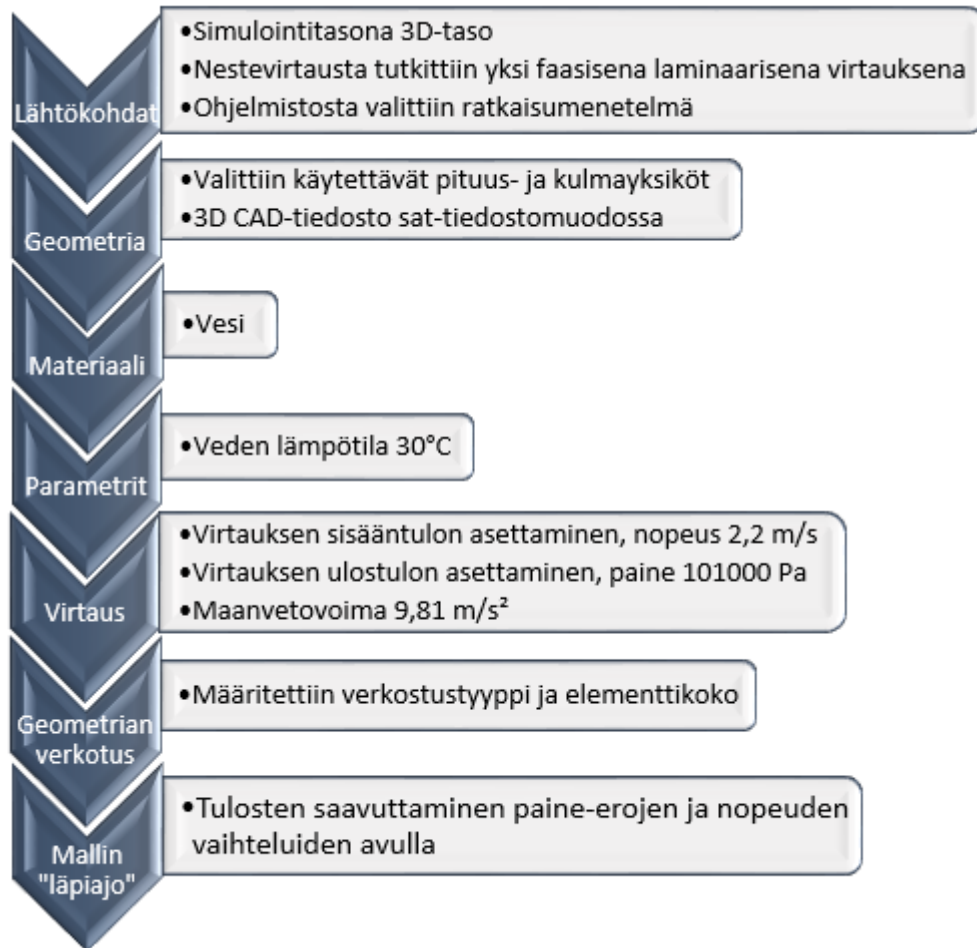 •Simulointitasona 3D-taso
•Nestevirtausta tutkittiin yksi faasisena laminaarisena virtauksena
•Ohjelmistosta valittiin ratkaisumenetelmä
Lähtökohdat
•Valittiin käytettävät pituus- ja kulmayksiköt
•3D CAD-tiedosto sat-tiedostomuodossa
Geometria
•Vesi
Materiaali
•Veden lämpötila 30°C
Parametrit
•Virtauksen sisääntulon asettaminen, nopeus 2,2 m/s
•Virtauksen ulostulon asettaminen, paine 101000 Pa
•Maanvetovoima 9,81 m/s²
Virtaus
•Määritettiin verkostustyyppi ja elementtikoko
Geometrian
verkotus
•Tulosten saavuttaminen paine-erojen ja nopeuden
vaihteluiden avulla
Mallin
"läpiajo"